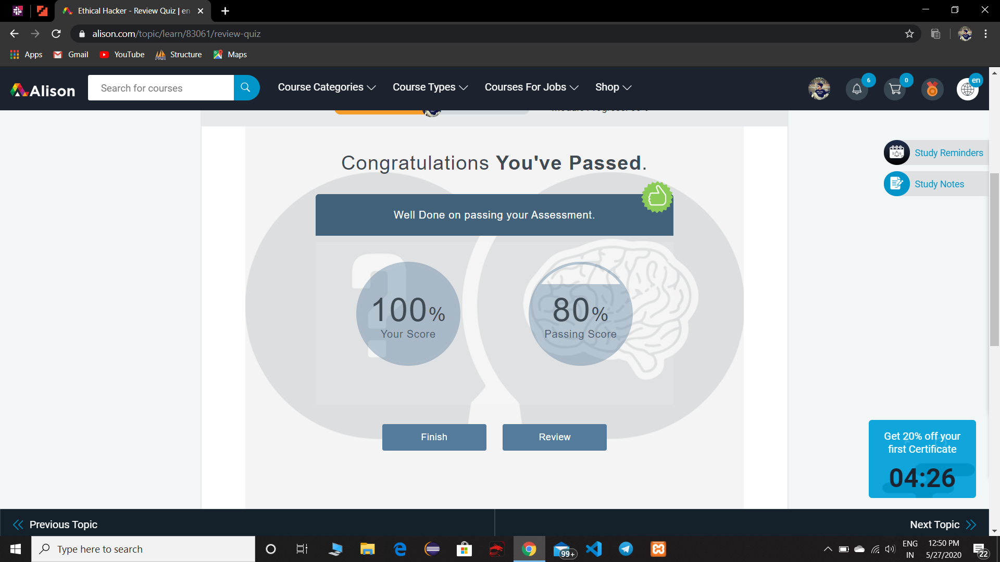 Ethical Hacker - Review Quiz | en
alison.com/topic/learn/83061/review-quiz
Apps
Gmail
YouTube
Structure
Maps
Alison
Search for courses
Course Categories
Course Types
Courses For Jobs
Shop
6
0
en
Congratulations You've Passed.
Study Reminders
Study Notes
Well Done on passing your Assessment.
100%
Your Score
80%
Passing Score
Finish
Review
Get 20% off your
first Certificate
04:26
Previous Topic
Next Topic
Type here to search
99+
ENG
IN
12:50 PM
5/27/2020
22